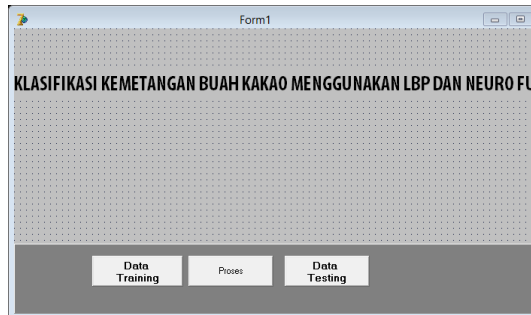 Form1
KLASIFIKASI KEMETANGAN BUAH KAKAO MENGGUNAKAN LBP DAN NEURO FU
Data
Training
Proses
Data
Testing